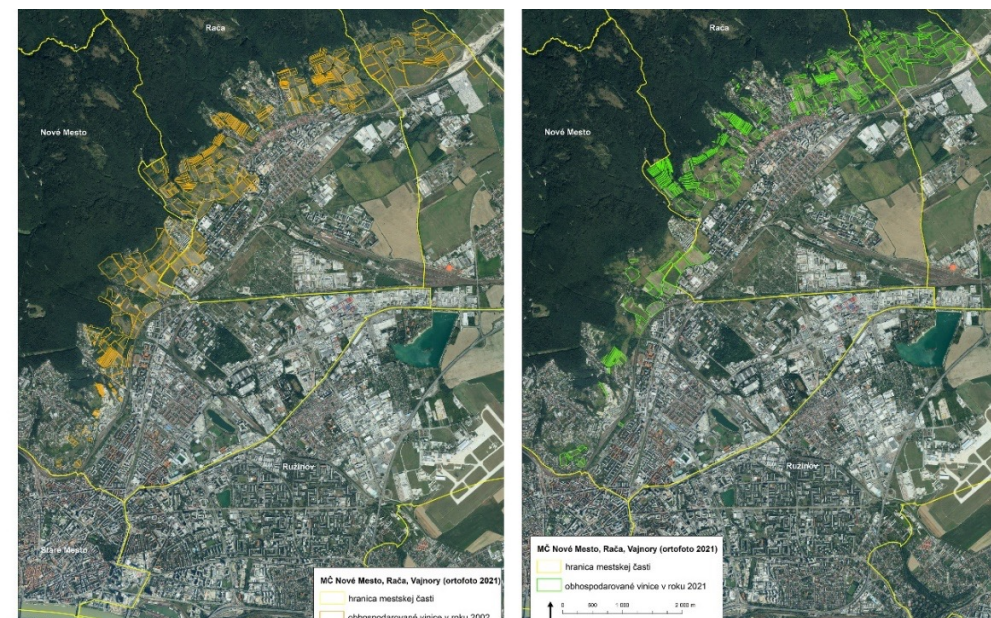 Rača
Nové Mesto
Ružinov
Staré Mesto
MČ Nové Mesto, Rača, Vajnory (ortofoto 2021)
hranica mestskej časti
obhospodarované vinice v roku 2002
Rača
Nové Mesto
Ružinov
MČ Nové Mesto, Rača, Vajnory (ortofoto 2021)
hranica mestskej časti
obhospodarované vinice v roku 2021
0 500 1 000 2 000 m